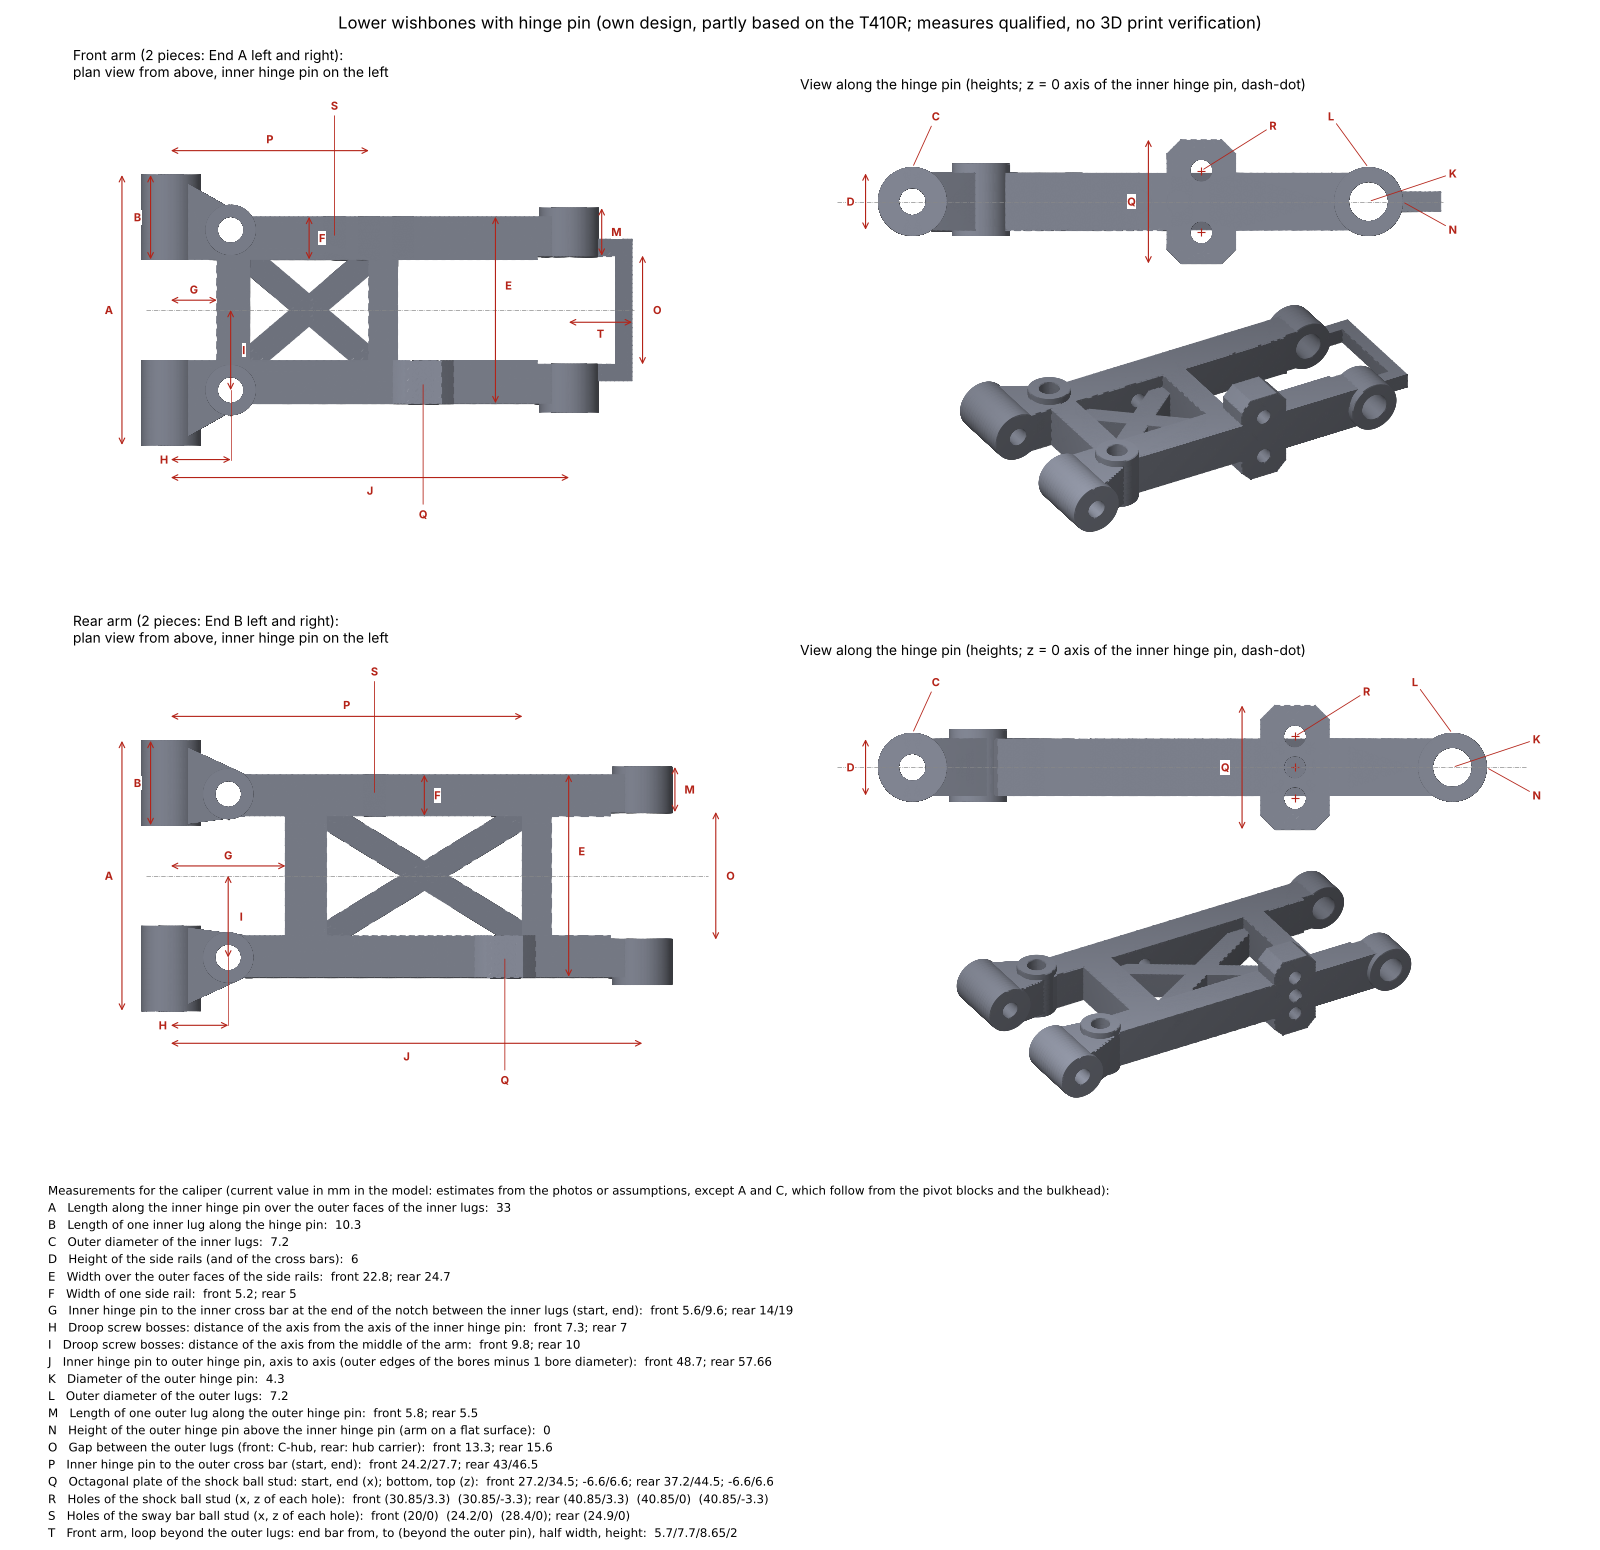 Lower wishbones with hinge pin (own design, partly based on the T410R; measures qualified, no 3D print verification)
Front arm (2 pieces: End A left and right):
plan view from above, inner hinge pin on the left
View along the hinge pin (heights; z = 0 axis of the inner hinge pin, dash-dot)
S
P
B
F
M
G
E
A
O
I
T
H
J
Q
C
R
L
K
D
Q
N
Rear arm (2 pieces: End B left and right):
plan view from above, inner hinge pin on the left
View along the hinge pin (heights; z = 0 axis of the inner hinge pin, dash-dot)
S
P
B
F
M
G
E
A
O
I
H
J
Q
C
R
L
K
D
Q
N
Measurements for the caliper (current value in mm in the model: estimates from the photos or assumptions, except A and C, which follow from the pivot blocks and the bulkhead):
A Length along the inner hinge pin over the outer faces of the inner lugs: 33
B Length of one inner lug along the hinge pin: 10.3
C Outer diameter of the inner lugs: 7.2
D Height of the side rails (and of the cross bars): 6
E Width over the outer faces of the side rails: front 22.8; rear 24.7
F Width of one side rail: front 5.2; rear 5
G Inner hinge pin to the inner cross bar at the end of the notch between the inner lugs (start, end): front 5.6/9.6; rear 14/19
H Droop screw bosses: distance of the axis from the axis of the inner hinge pin: front 7.3; rear 7
I Droop screw bosses: distance of the axis from the middle of the arm: front 9.8; rear 10
J Inner hinge pin to outer hinge pin, axis to axis (outer edges of the bores minus 1 bore diameter): front 48.7; rear 57.66
K Diameter of the outer hinge pin: 4.3
L Outer diameter of the outer lugs: 7.2
M Length of one outer lug along the outer hinge pin: front 5.8; rear 5.5
N Height of the outer hinge pin above the inner hinge pin (arm on a flat surface): 0
O Gap between the outer lugs (front: C-hub, rear: hub carrier): front 13.3; rear 15.6
P Inner hinge pin to the outer cross bar (start, end): front 24.2/27.7; rear 43/46.5
Q Octagonal plate of the shock ball stud: start, end (x); bottom, top (z): front 27.2/34.5; -6.6/6.6; rear 37.2/44.5; -6.6/6.6
R Holes of the shock ball stud (x, z of each hole): front (30.85/3.3) (30.85/-3.3); rear (40.85/3.3) (40.85/0) (40.85/-3.3)
S Holes of the sway bar ball stud (x, z of each hole): front (20/0) (24.2/0) (28.4/0); rear (24.9/0)
T Front arm, loop beyond the outer lugs: end bar from, to (beyond the outer pin), half width, height: 5.7/7.7/8.65/2